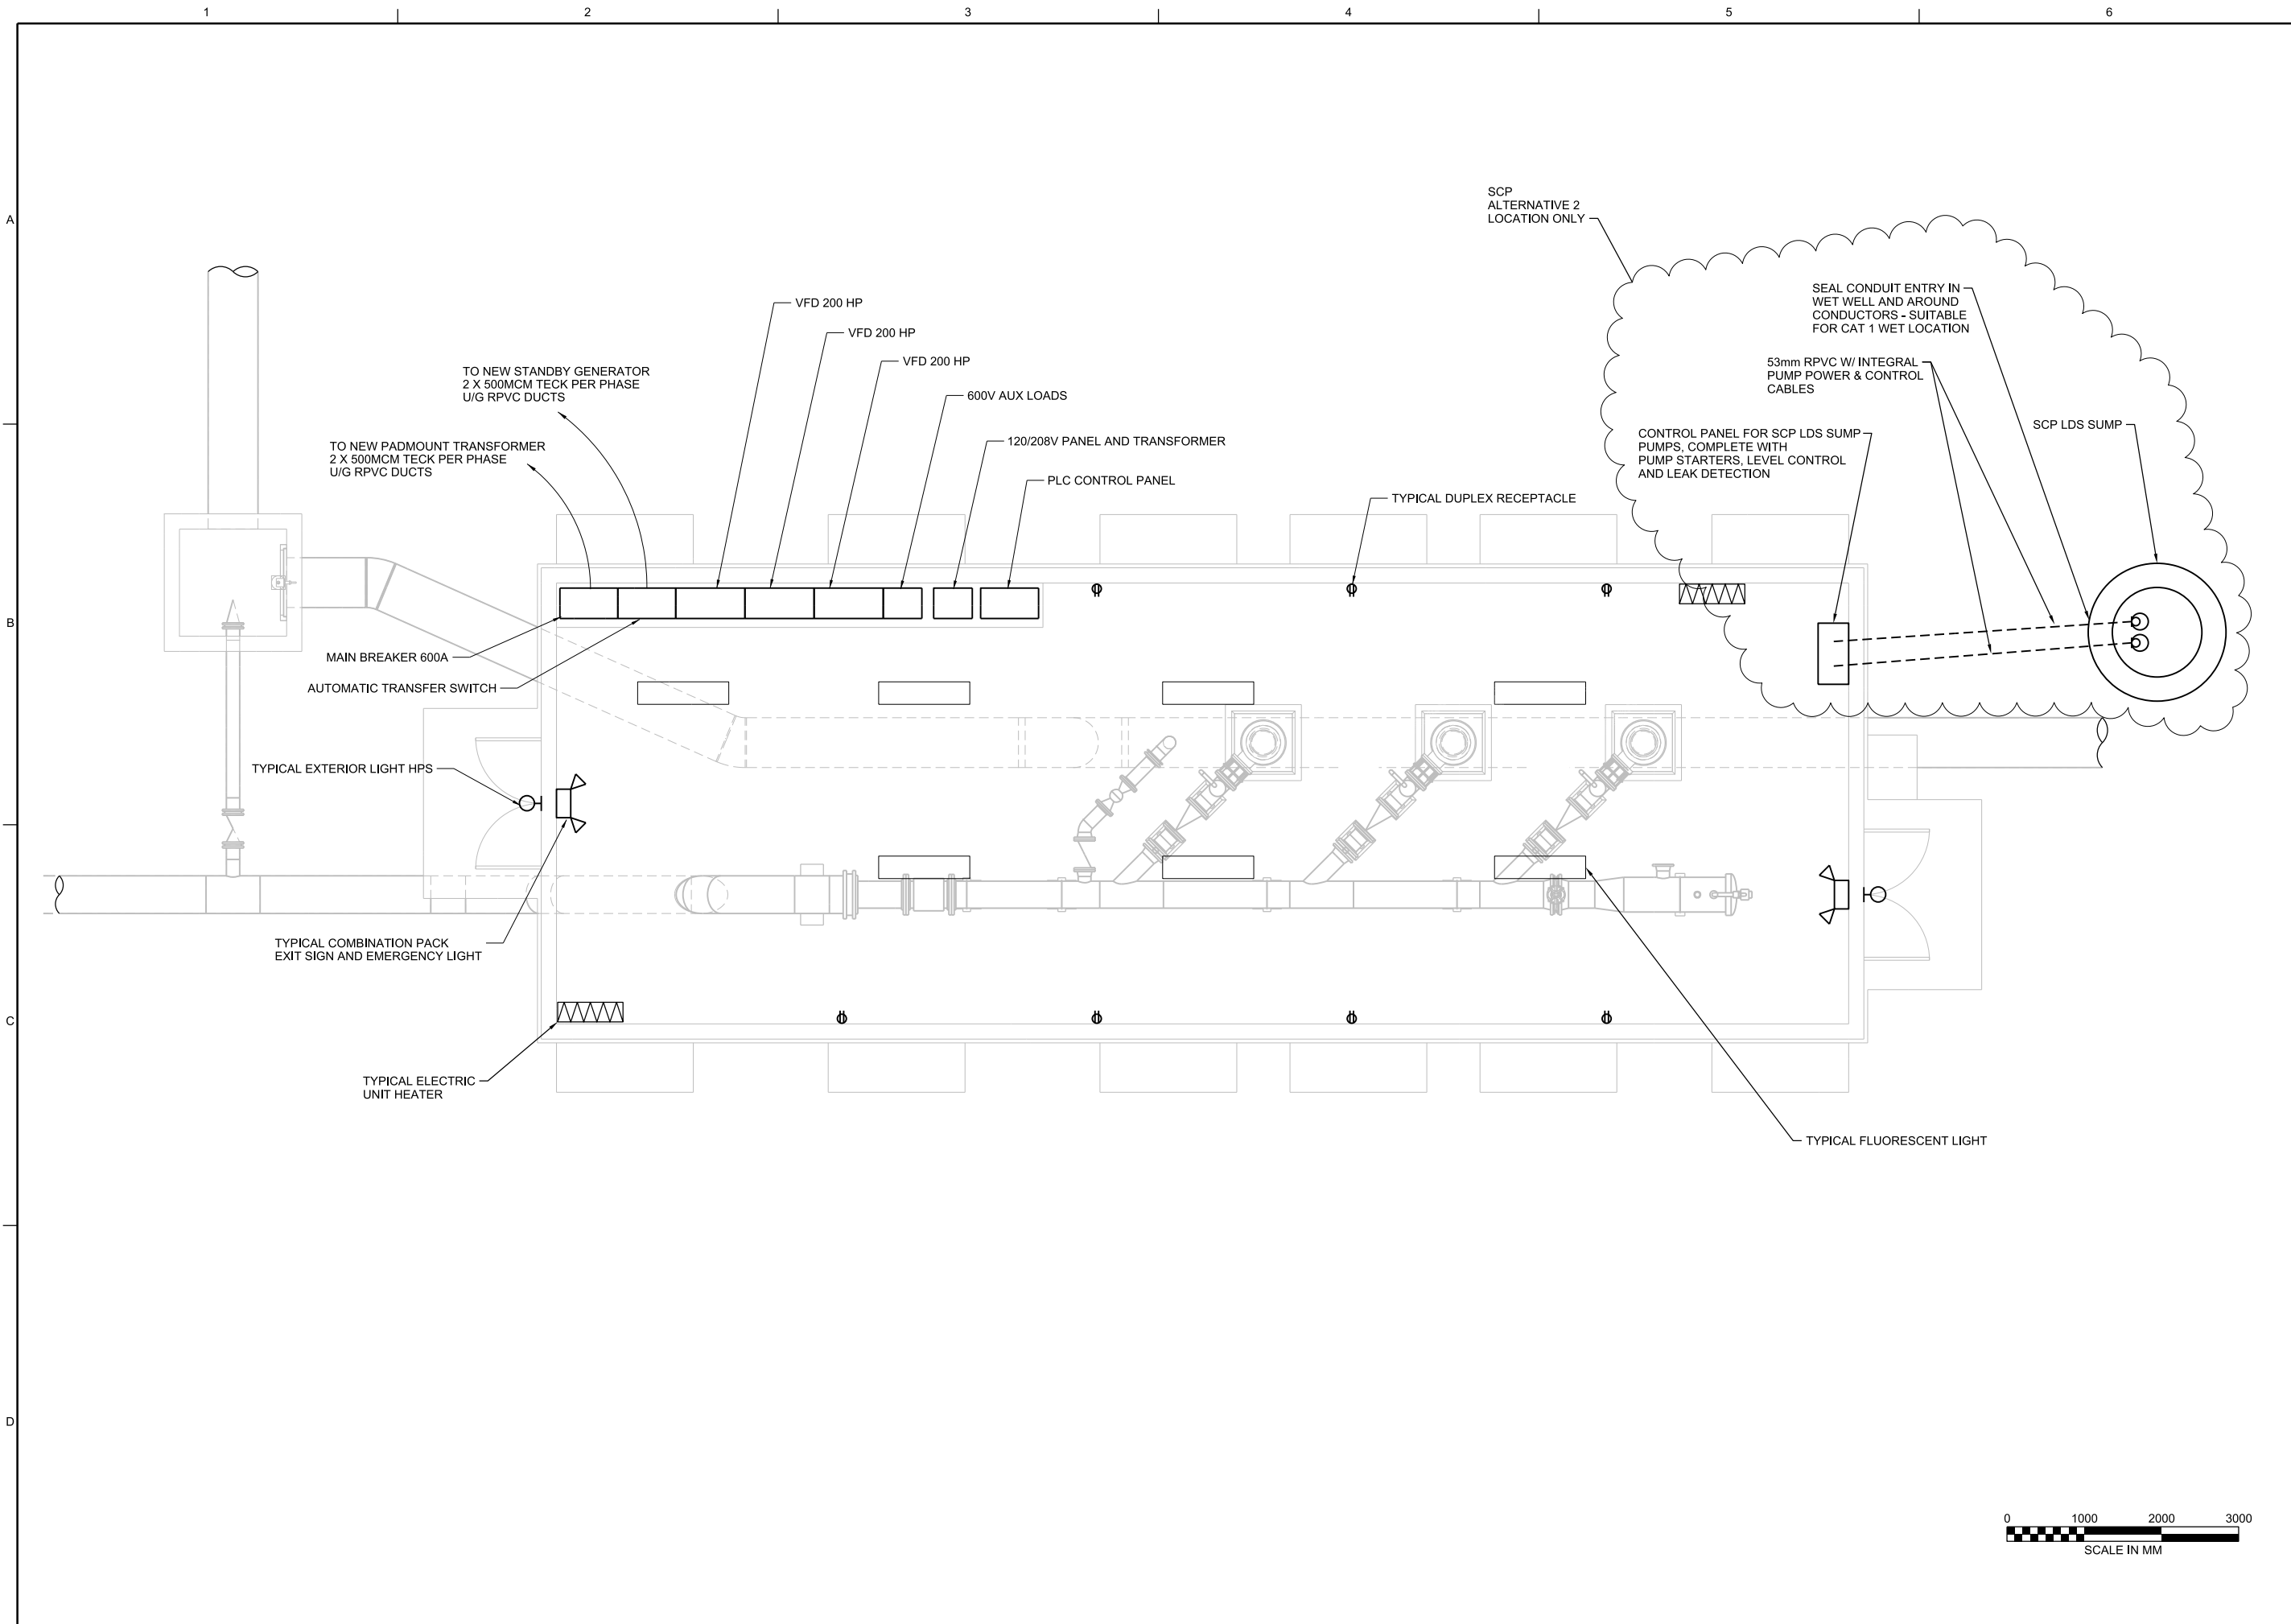 1
2
3
4
5
6
A
SCP
ALTERNATIVE 2
LOCATION ONLY
SEAL CONDUIT ENTRY IN
WET WELL AND AROUND
CONDUCTORS - SUITABLE
FOR CAT 1 WET LOCATION
VFD 200 HP
VFD 200 HP
VFD 200 HP
53mm RPVC W/ INTEGRAL
PUMP POWER & CONTROL
CABLES
TO NEW STANDBY GENERATOR
2 X 500MCM TECK PER PHASE
U/G RPVC DUCTS
600V AUX LOADS
SCP LDS SUMP
CONTROL PANEL FOR SCP LDS SUMP
PUMPS, COMPLETE WITH
PUMP STARTERS, LEVEL CONTROL
AND LEAK DETECTION
TO NEW PADMOUNT TRANSFORMER
2 X 500MCM TECK PER PHASE
U/G RPVC DUCTS
120/208V PANEL AND TRANSFORMER
PLC CONTROL PANEL
TYPICAL DUPLEX RECEPTACLE
B
MAIN BREAKER 600A
AUTOMATIC TRANSFER SWITCH
TYPICAL EXTERIOR LIGHT HPS
TYPICAL COMBINATION PACK
EXIT SIGN AND EMERGENCY LIGHT
C
TYPICAL ELECTRIC
UNIT HEATER
TYPICAL FLUORESCENT LIGHT
D
0 1000 2000 3000
SCALE IN MM